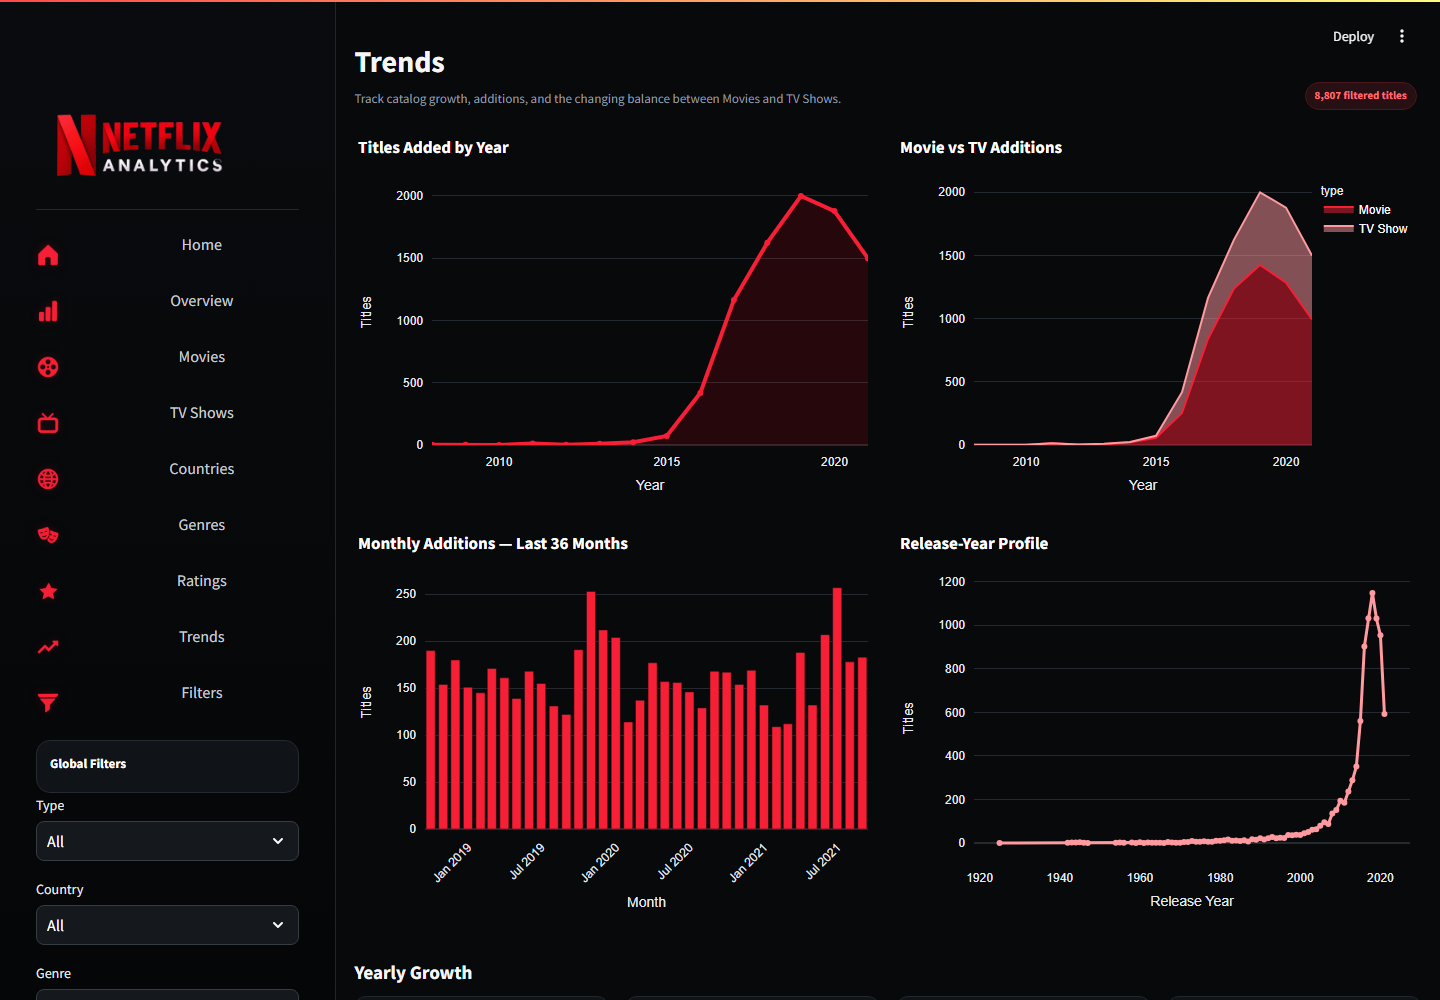 Deploy
NETFLIX
ANALYTICS
Home
Overview
Movies
TV Shows
Countries
Genres
Ratings
Trends
Filters
Global Filters
Type
All
Country
All
Genre
Trends
Track catalog growth, additions, and the changing balance between Movies and TV Shows.
8,807 filtered titles
Titles Added by Year
2000
1500
1000
500
0
Titles
2010
2015
2020
Year
Movie vs TV Additions
2000
1500
1000
500
0
Titles
2010
2015
2020
Year
type
Movie
TV Show
Monthly Additions — Last 36 Months
250
200
150
100
50
0
Titles
Jan 2019
Jul 2019
Jan 2020
Jul 2020
Jan 2021
Jul 2021
Month
Release-Year Profile
1200
1000
800
600
400
200
0
Titles
1920
1940
1960
1980
2000
2020
Release Year
Yearly Growth